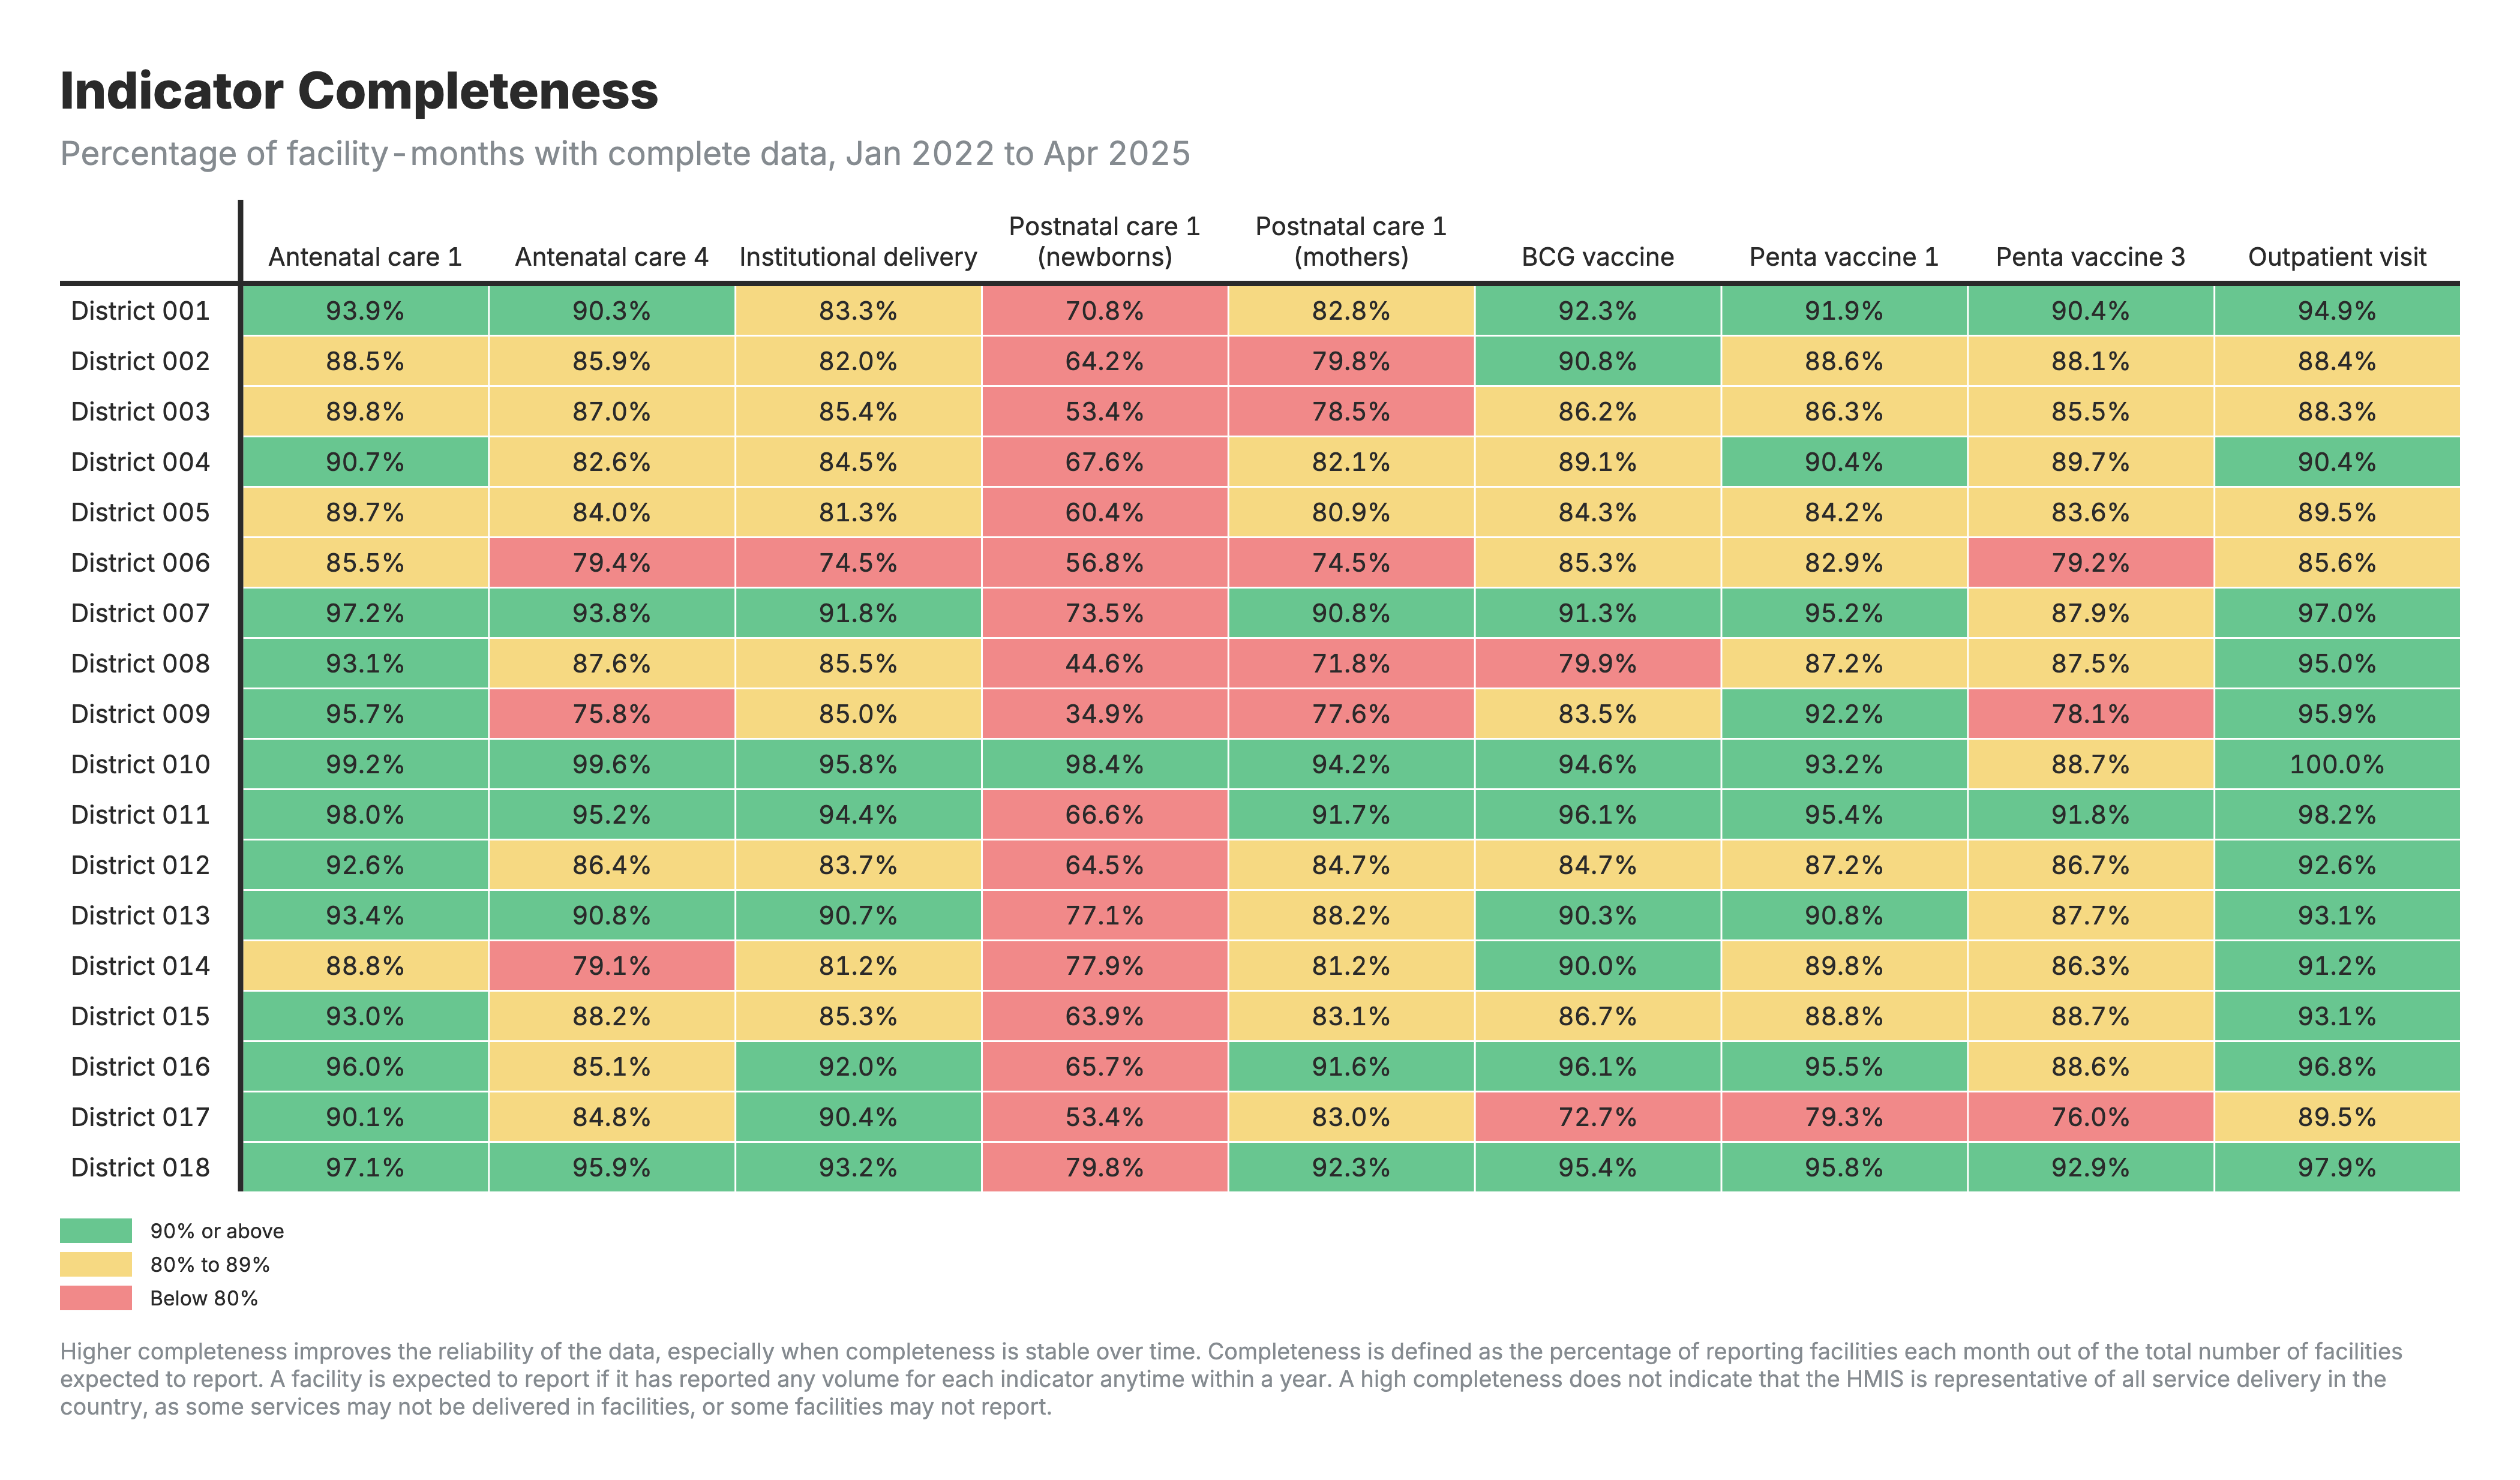 Indicator Completeness
Percentage of facility-months with complete data, Jan 2022 to Apr 2025
Antenatal care 1 Antenatal care 4 Institutional delivery Postnatal care 1 (newborns) Postnatal care 1 (mothers) BCG vaccine Penta vaccine 1 Penta vaccine 3 Outpatient visit
District 001 93.9% 90.3% 83.3% 70.8% 82.8% 92.3% 91.9% 90.4% 94.9%
District 002 88.5% 85.9% 82.0% 64.2% 79.8% 90.8% 88.6% 88.1% 88.4%
District 003 89.8% 87.0% 85.4% 53.4% 78.5% 86.2% 86.3% 85.5% 88.3%
District 004 90.7% 82.6% 84.5% 67.6% 82.1% 89.1% 90.4% 89.7% 90.4%
District 005 89.7% 84.0% 81.3% 60.4% 80.9% 84.3% 84.2% 83.6% 89.5%
District 006 85.5% 79.4% 74.5% 56.8% 74.5% 85.3% 82.9% 79.2% 85.6%
District 007 97.2% 93.8% 91.8% 73.5% 90.8% 91.3% 95.2% 87.9% 97.0%
District 008 93.1% 87.6% 85.5% 44.6% 71.8% 79.9% 87.2% 87.5% 95.0%
District 009 95.7% 75.8% 85.0% 34.9% 77.6% 83.5% 92.2% 78.1% 95.9%
District 010 99.2% 99.6% 95.8% 98.4% 94.2% 94.6% 93.2% 88.7% 100.0%
District 011 98.0% 95.2% 94.4% 66.6% 91.7% 96.1% 95.4% 91.8% 98.2%
District 012 92.6% 86.4% 83.7% 64.5% 84.7% 84.7% 87.2% 86.7% 92.6%
District 013 93.4% 90.8% 90.7% 77.1% 88.2% 90.3% 90.8% 87.7% 93.1%
District 014 88.8% 79.1% 81.2% 77.9% 81.2% 90.0% 89.8% 86.3% 91.2%
District 015 93.0% 88.2% 85.3% 63.9% 83.1% 86.7% 88.8% 88.7% 93.1%
District 016 96.0% 85.1% 92.0% 65.7% 91.6% 96.1% 95.5% 88.6% 96.8%
District 017 90.1% 84.8% 90.4% 53.4% 83.0% 72.7% 79.3% 76.0% 89.5%
District 018 97.1% 95.9% 93.2% 79.8% 92.3% 95.4% 95.8% 92.9% 97.9%
90% or above
80% to 89%
Below 80%
Higher completeness improves the reliability of the data, especially when completeness is stable over time. Completeness is defined as the percentage of reporting facilities each month out of the total number of facilities
expected to report. A facility is expected to report if it has reported any volume for each indicator anytime within a year. A high completeness does not indicate that the HMIS is representative of all service delivery in the
country, as some services may not be delivered in facilities, or some facilities may not report.